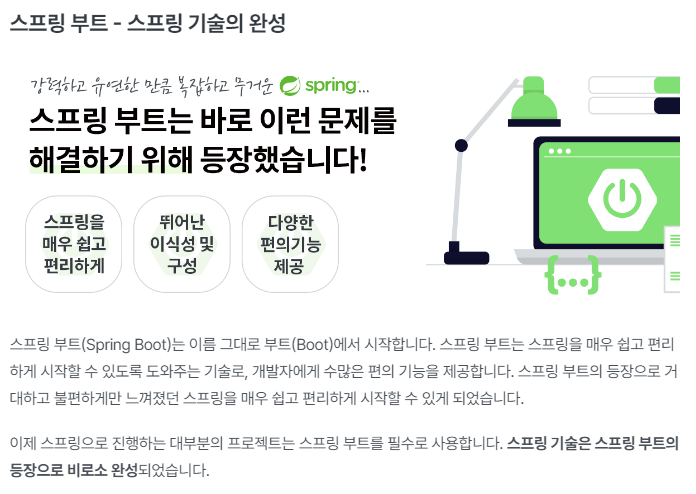 스프링 부트 - 스프링 기술의 완성
강력하고 유연한 만큼 복잡하고 무거운 spring...
스프링 부트는 바로 이런 문제를
해결하기 위해 등장했습니다!
스프링을
매우 쉽고
편리하게
뛰어난
이식성 및
구성
다양한
편의기능
제공
{...}
스프링 부트(Spring Boot)는 이름 그대로 부트(Boot)에서 시작합니다. 스프링 부트는 스프링을 매우 쉽고 편리
하게 시작할 수 있도록 도와주는 기술로, 개발자에게 수많은 편의 기능을 제공합니다. 스프링 부트의 등장으로 거
대하고 불편하게만 느껴졌던 스프링을 매우 쉽고 편리하게 시작할 수 있게 되었습니다.
이제 스프링으로 진행하는 대부분의 프로젝트는 스프링 부트를 필수로 사용합니다. 스프링 기술은 스프링 부트의
등장으로 비로소 완성되었습니다.